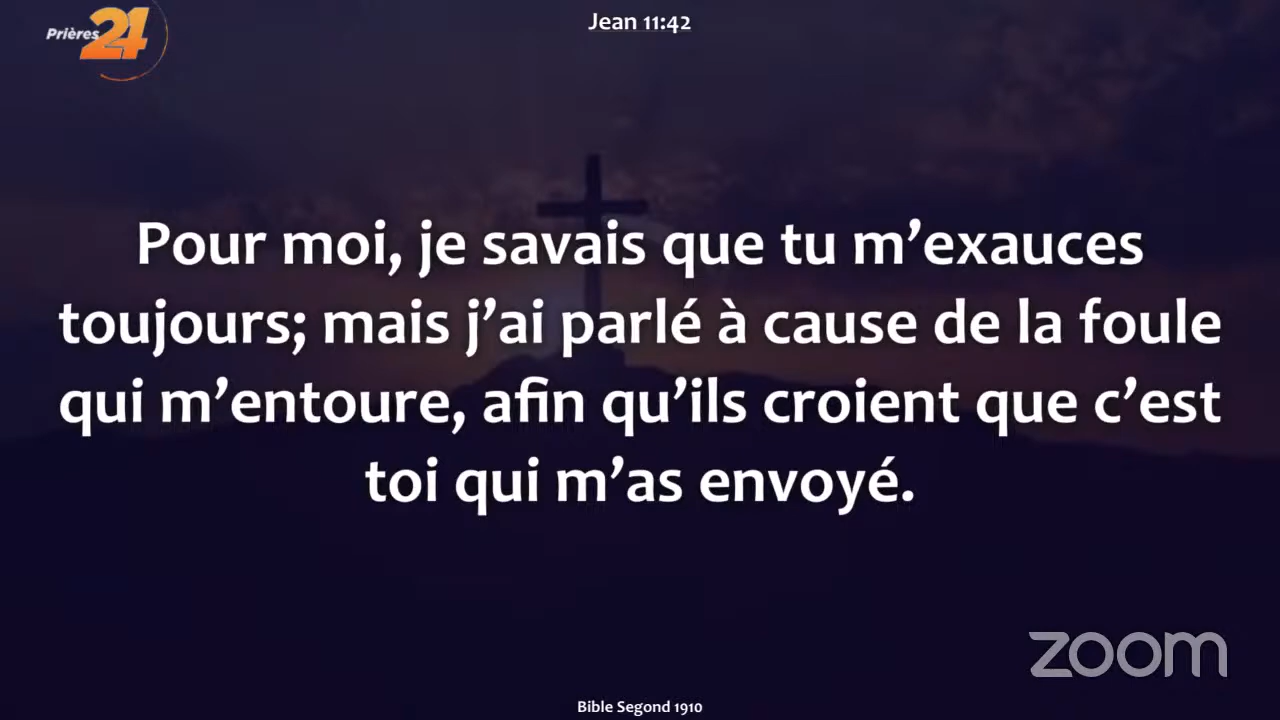 Jean 11:42
Prières 24
Pour moi, je savais que tu m’exauces
toujours; mais j’ai parlé à cause de la foule
qui m’entoure, afin qu’ils croient que c’est
toi qui m’as envoyé.
zoom
Bible Segond 1910